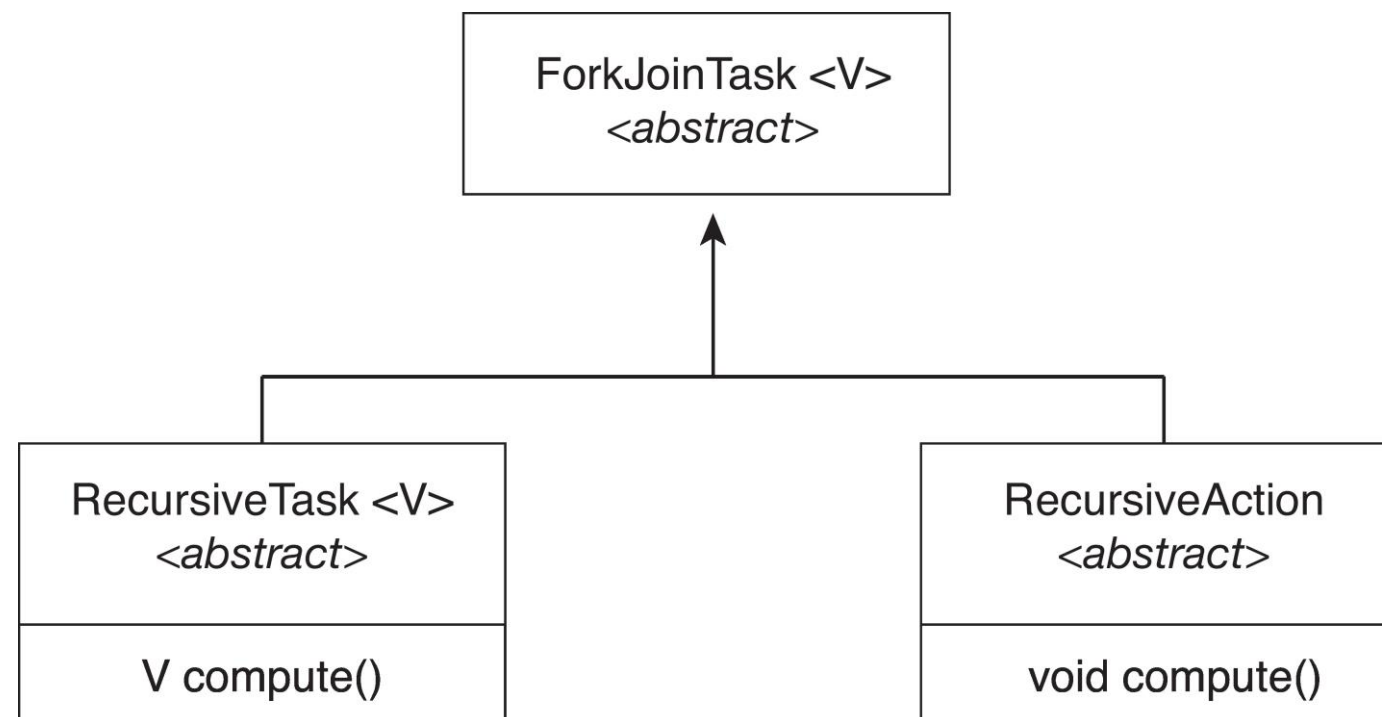 ForkJoinTask <V>
<abstract>
RecursiveTask <V>
<abstract>
V compute()
RecursiveAction
<abstract>
void compute()